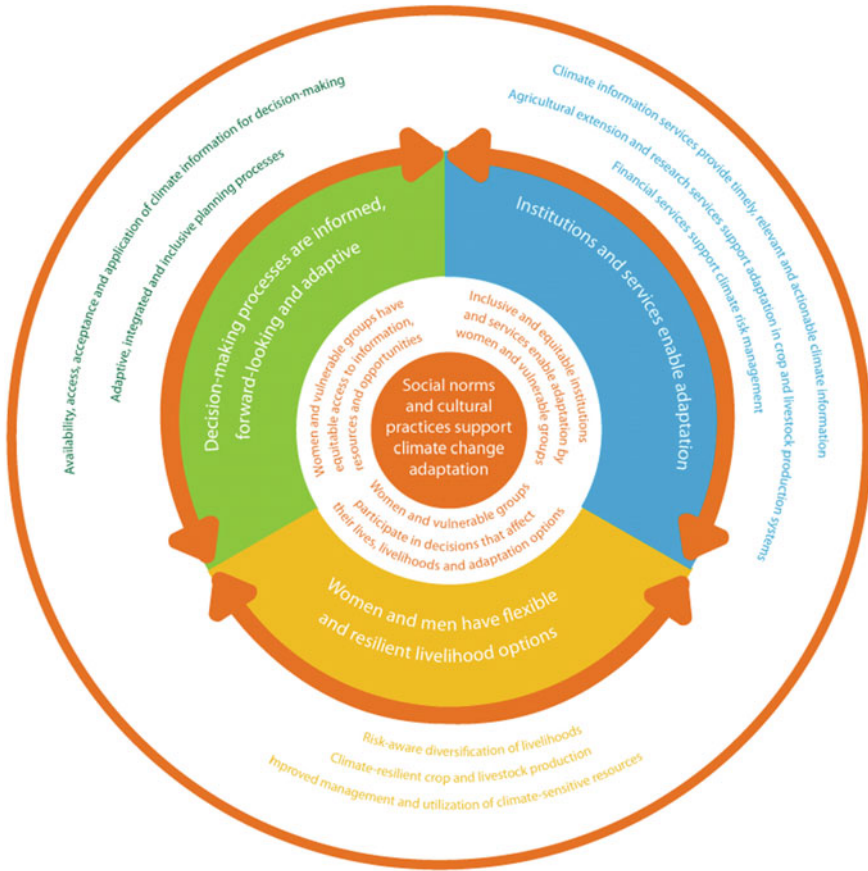 Availability, access, acceptance and application of climate information for decision-making
Adaptive, integrated and inclusive planning processes
Climate information services provide timely, relevant and actionable climate information
Agricultural extension and research services support adaptation in crop and livestock production systems
Financial services support climate risk management
Decision-making processes are informed,
forward-looking and adaptive
Institutions and services enable adaptation
Women and vulnerable groups have
equitable access to information,
resources and opportunities
Inclusive and equitable institutions
and services enable adaptation by
women and vulnerable groups
Social norms
and cultural
practices support
climate change
adaptation
Women and vulnerable groups
participate in decisions that affect
their lives, livelihoods and adaptation options
Women and men have flexible
and resilient livelihood options
Risk-aware diversification of livelihoods
Climate-resilient crop and livestock production
Improved management and utilization of climate-sensitive resources